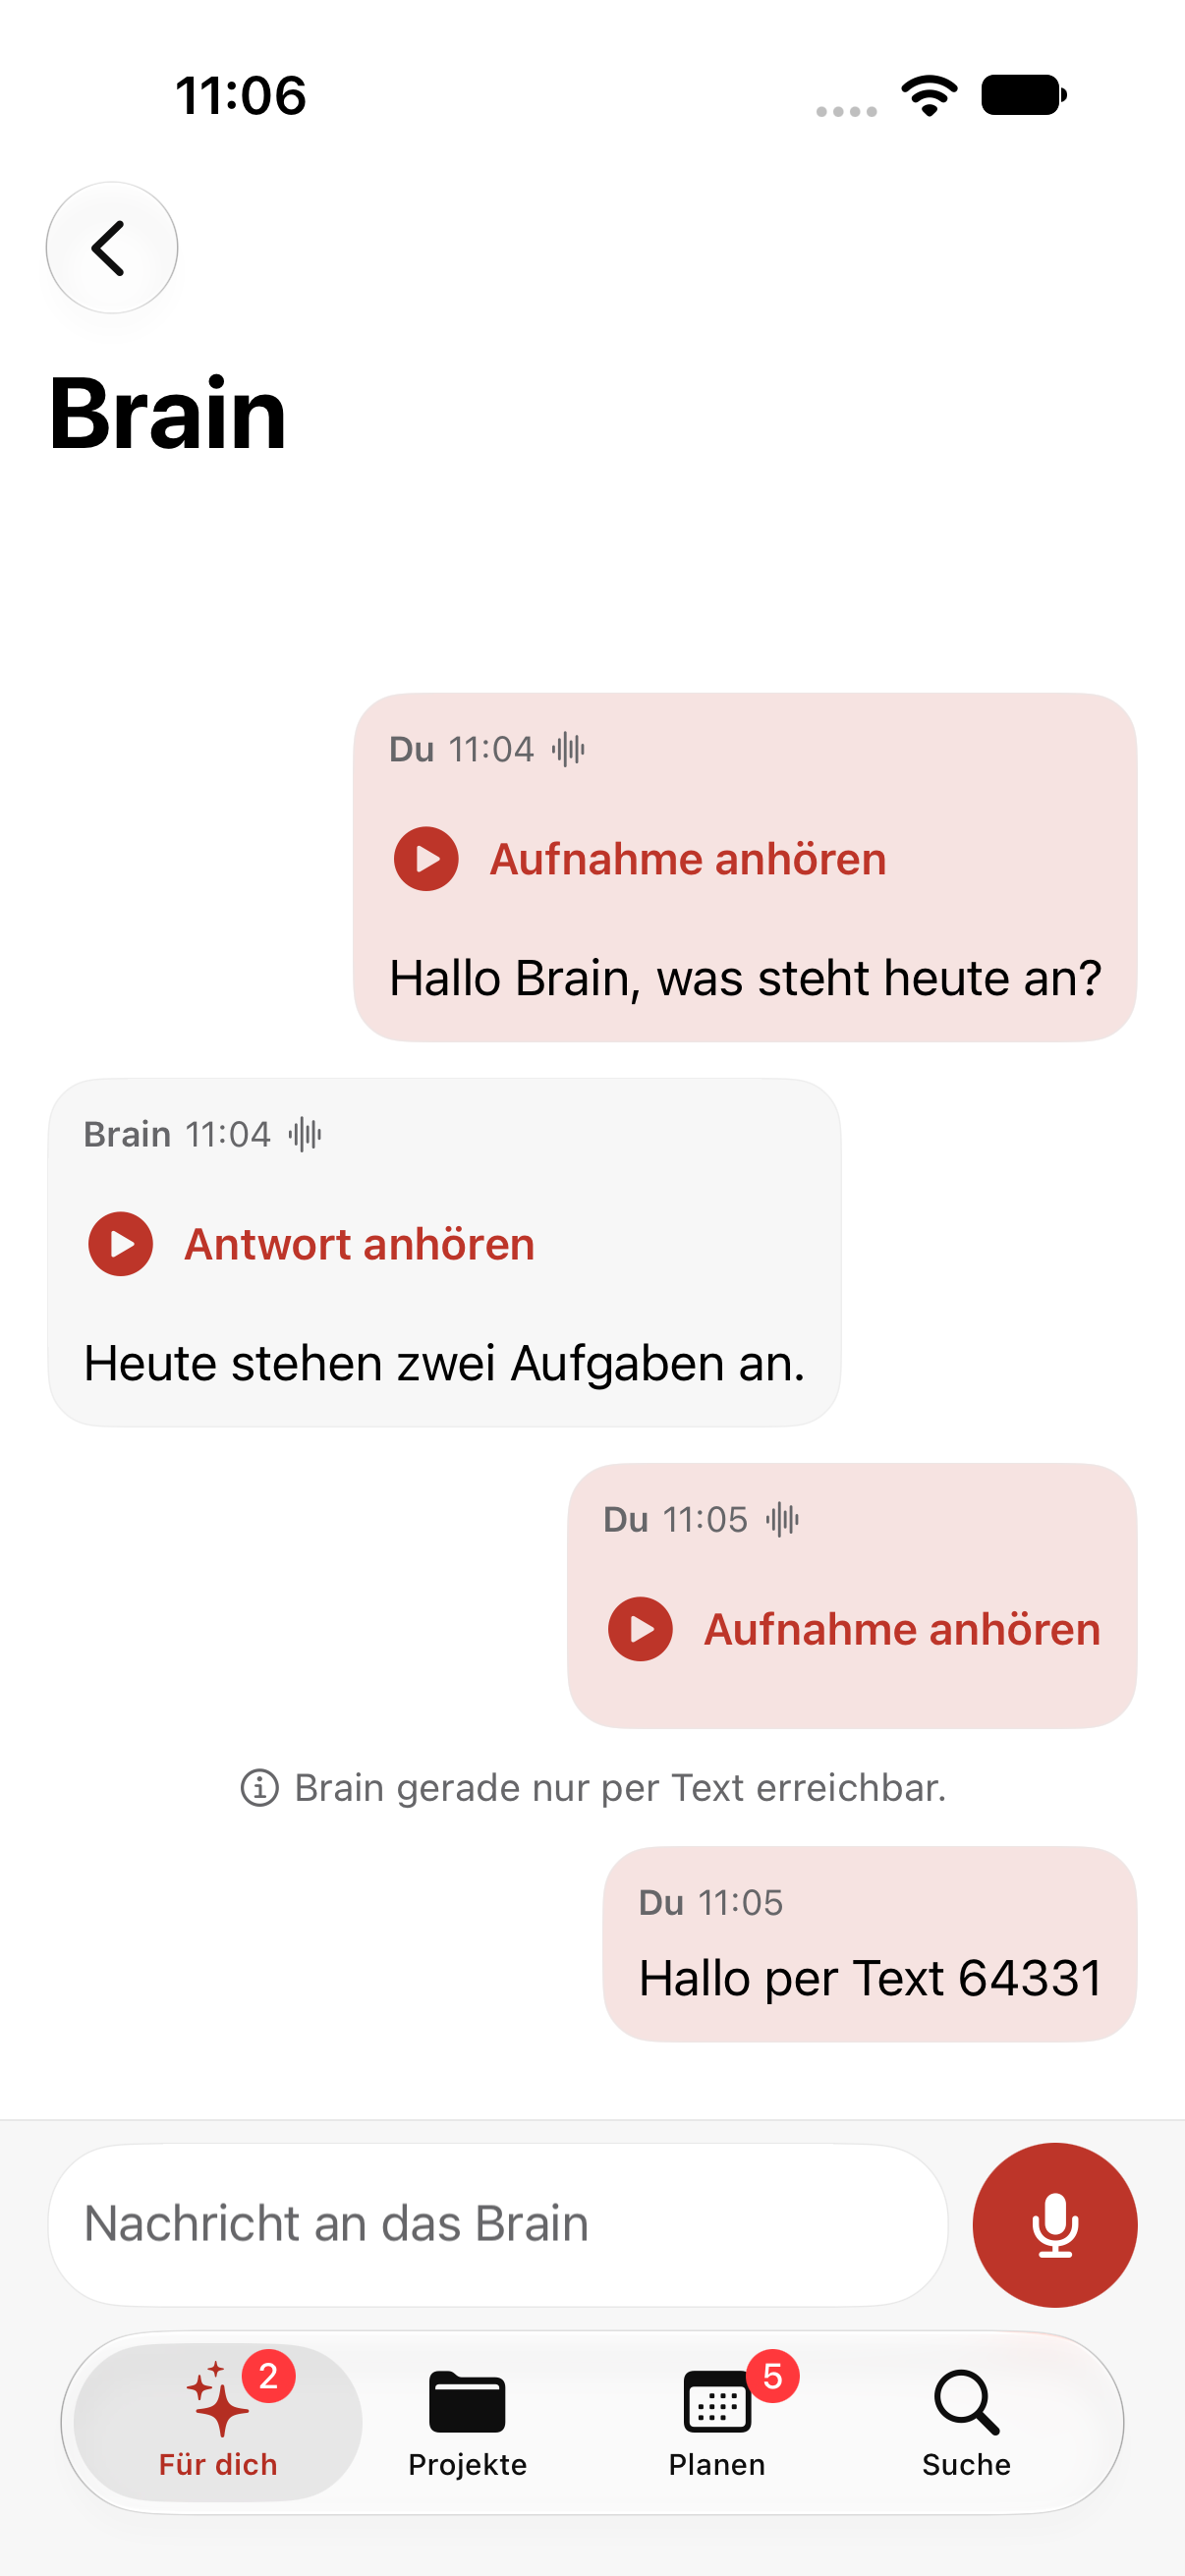 11:06
Brain
Du 11:04
Aufnahme anhören
Hallo Brain, was steht heute an?
Brain 11:04
Antwort anhören
Heute stehen zwei Aufgaben an.
Du 11:05
Aufnahme anhören
Brain gerade nur per Text erreichbar.
Du 11:05
Hallo per Text 64331
Nachricht an das Brain
2
5
Für dich
Projekte
Planen
Suche